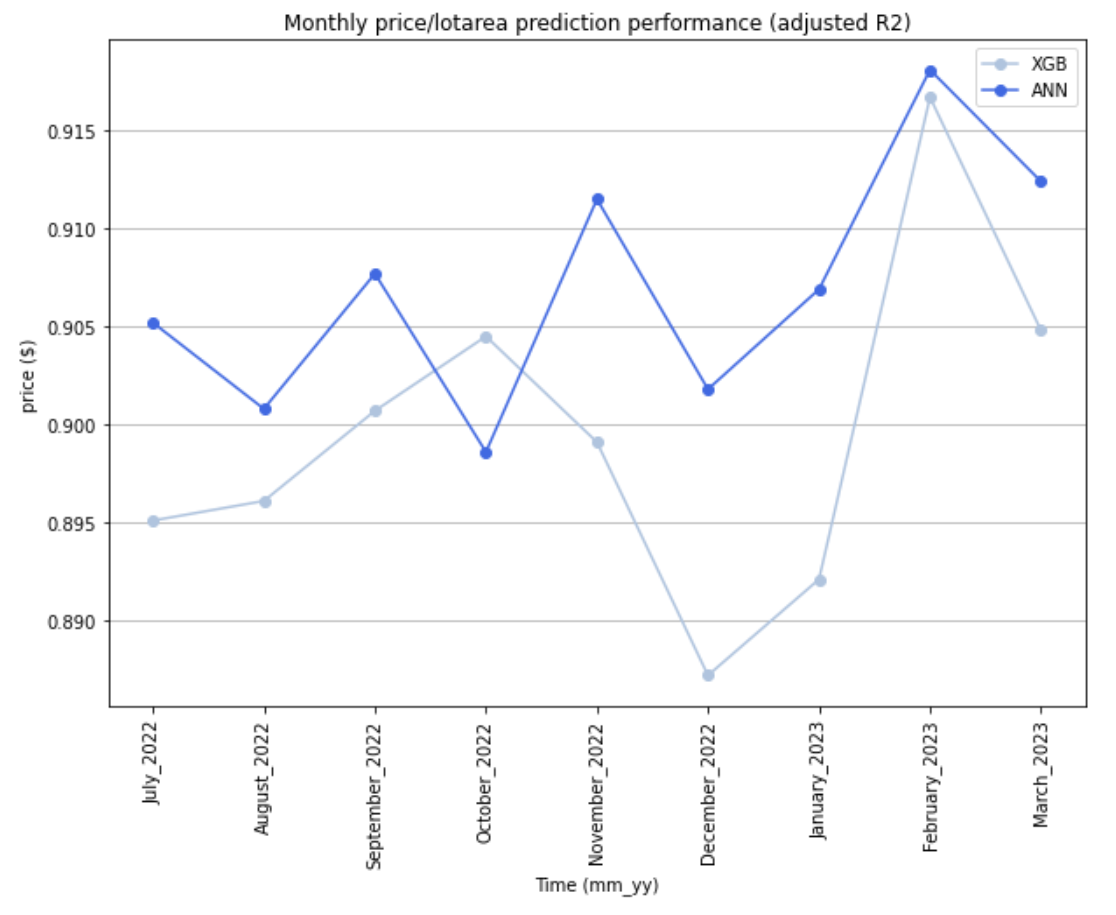 Monthly price/lotarea prediction performance (adjusted R2)
XGB
ANN
0.915
0.910
0.905
0.900
0.895
0.890
price ($)
July_2022
August_2022
September_2022
October_2022
November_2022
December_2022
January_2023
February_2023
March_2023
Time (mm_yy)